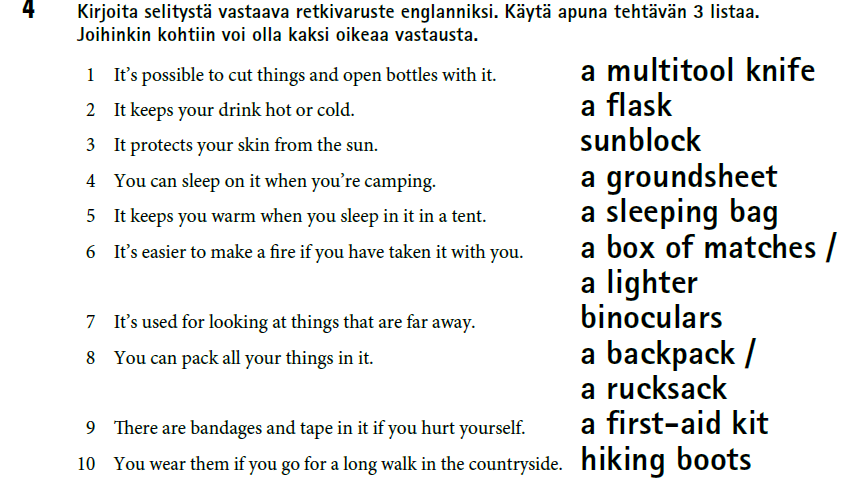 4 Kirjoita selitystä vastaava retkivaruste englanniksi. Käytä apuna tehtävän 3 listaa.
Joihinkin kohtiin voi olla kaksi oikeaa vastausta.
1 It's possible to cut things and open bottles with it. a multitool knife
2 It keeps your drink hot or cold. a flask
3 It protects your skin from the sun. sunblock
4 You can sleep on it when you're camping. a groundsheet
5 It keeps you warm when you sleep in it in a tent. a sleeping bag
6 It's easier to make a fire if you have taken it with you. a box of matches /
a lighter
7 It's used for looking at things that are far away. binoculars
8 You can pack all your things in it. a backpack /
a rucksack
9 There are bandages and tape in it if you hurt yourself. a first-aid kit
10 You wear them if you go for a long walk in the countryside. hiking boots